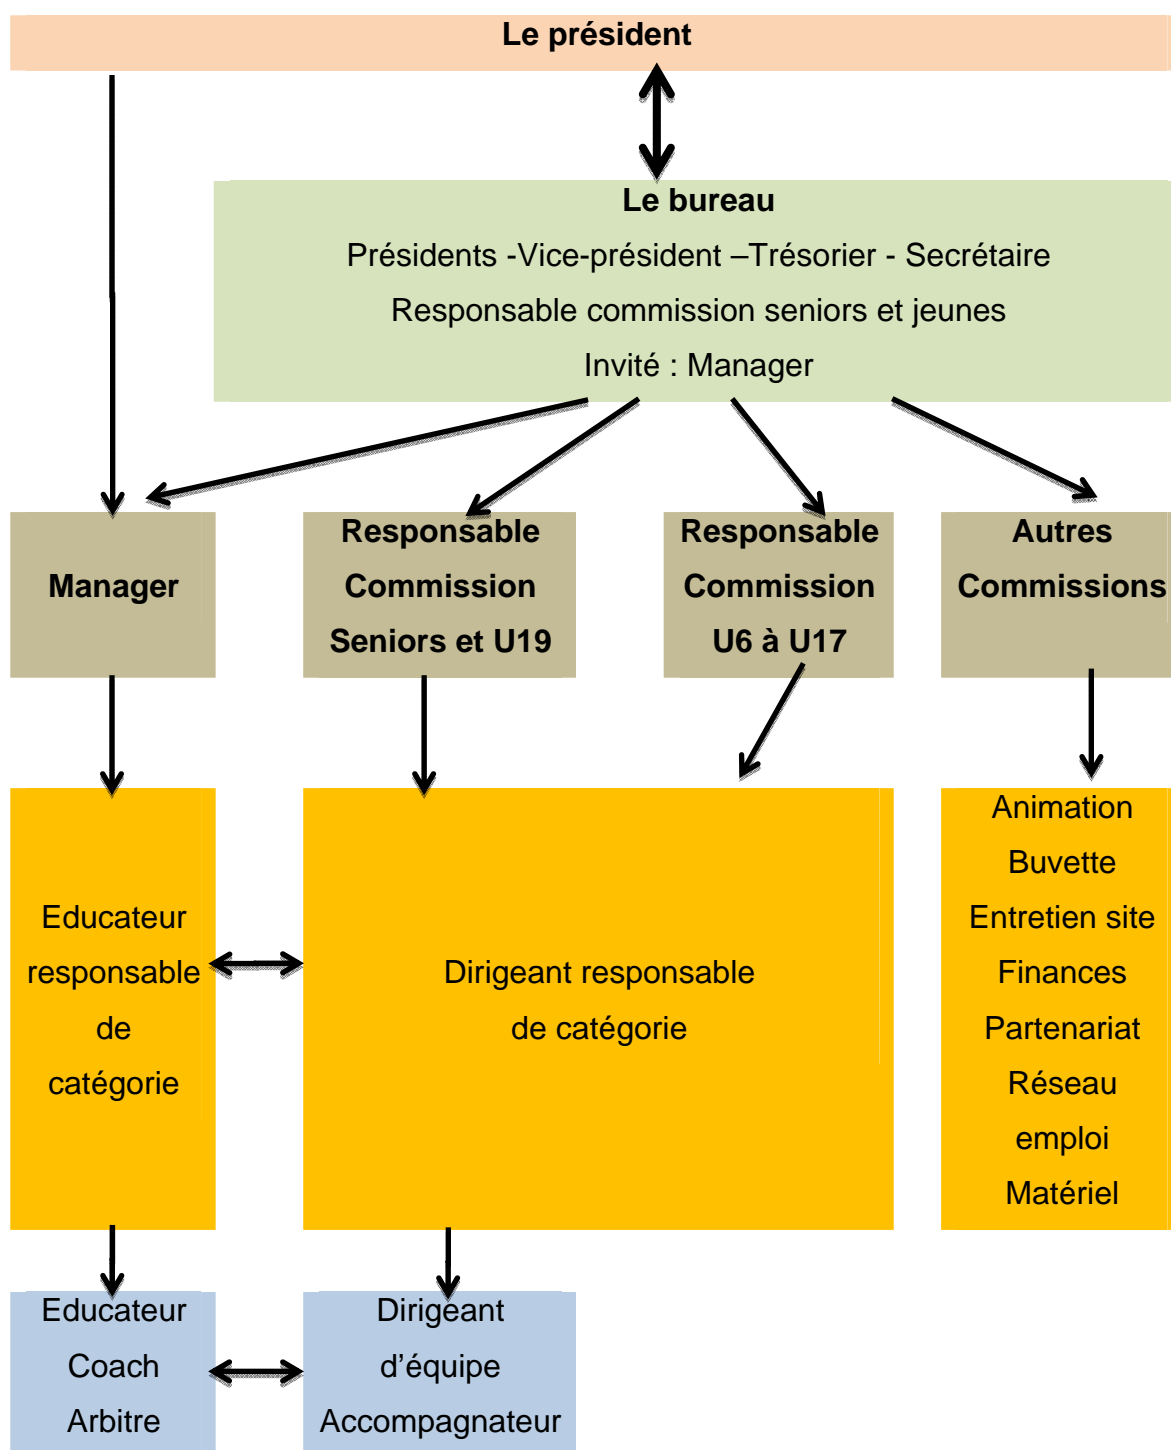 Le président
Le bureau
Présidents -Vice-président –Trésorier - Secrétaire
Responsable commission seniors et jeunes
Invité : Manager
Manager
Responsable
Commission
Seniors et U19
Responsable
Commission
U6 à U17
Autres
Commissions
Educateur
responsable
de
catégorie
Dirigeant responsable
de catégorie
Animation
Buvette
Entretien site
Finances
Partenariat
Réseau
emploi
Matériel
Educateur
Coach
Arbitre
Dirigeant
d’équipe
Accompagnateur